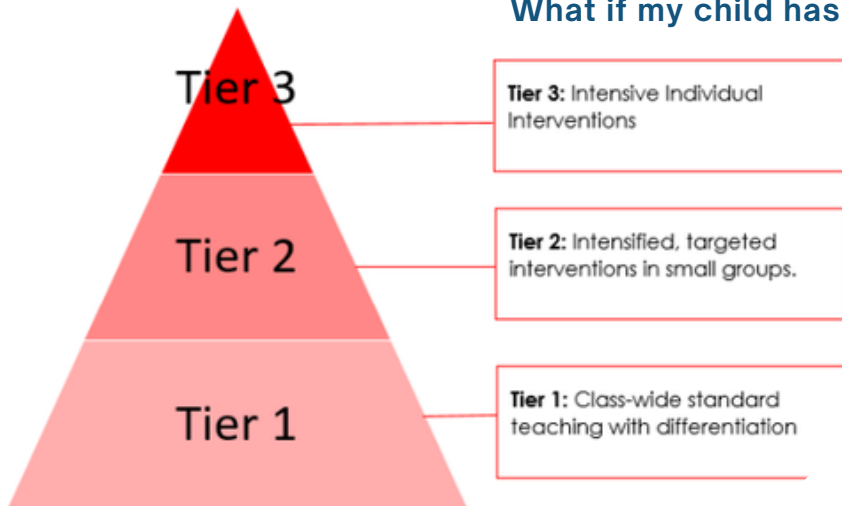 What if my child has
Tier 3
Tier 3: Intensive Individual
Interventions
Tier 2
Tier 2: Intensified, targeted
interventions in small groups.
Tier 1
Tier 1: Class-wide standard
teaching with differentiation